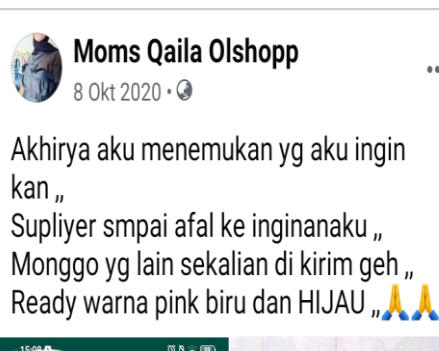 Moms Qaila Olshopp
8 Okt 2020
Akhirya aku menemukan yg aku ingin
kan „
Supliyer smpai afal ke inginanaku „
Monggo yg lain sekalian di kirim geh „
Ready warna pink biru dan HIJAU „🙏🙏
15:08